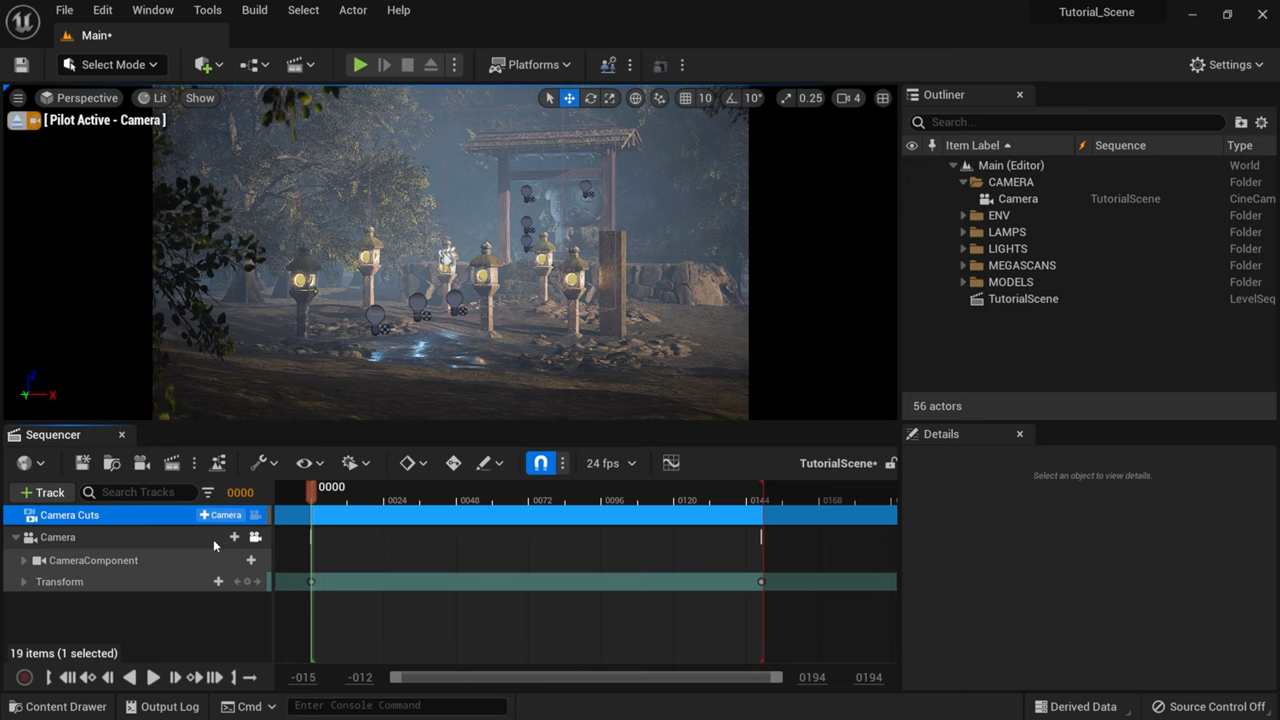 File Edit Window Tools Build Select Actor Help
Tutorial_Scene
Main*
Select Mode
Platforms
Settings
Perspective Lit Show
10 10° 0.25 4
[ Pilot Active - Camera ]
Outliner
Search...
Item Label Sequence Type
Main (Editor) World
CAMERA Folder
Camera TutorialScene CineCam
ENV Folder
LAMPS Folder
LIGHTS Folder
MEGASCANS Folder
MODELS Folder
TutorialScene LevelSeq
56 actors
Z
Y X
Sequencer
24 fps
TutorialScene*
+ Track Search Tracks 0000
0000
0024 0048 0072 0096 0120 0144 0168
Camera Cuts + Camera
Camera
CameraComponent
Transform
19 items (1 selected)
-015 -012 0194 0194
Details
Select an object to view details.
Content Drawer Output Log Cmd Enter Console Command
Derived Data Source Control Off